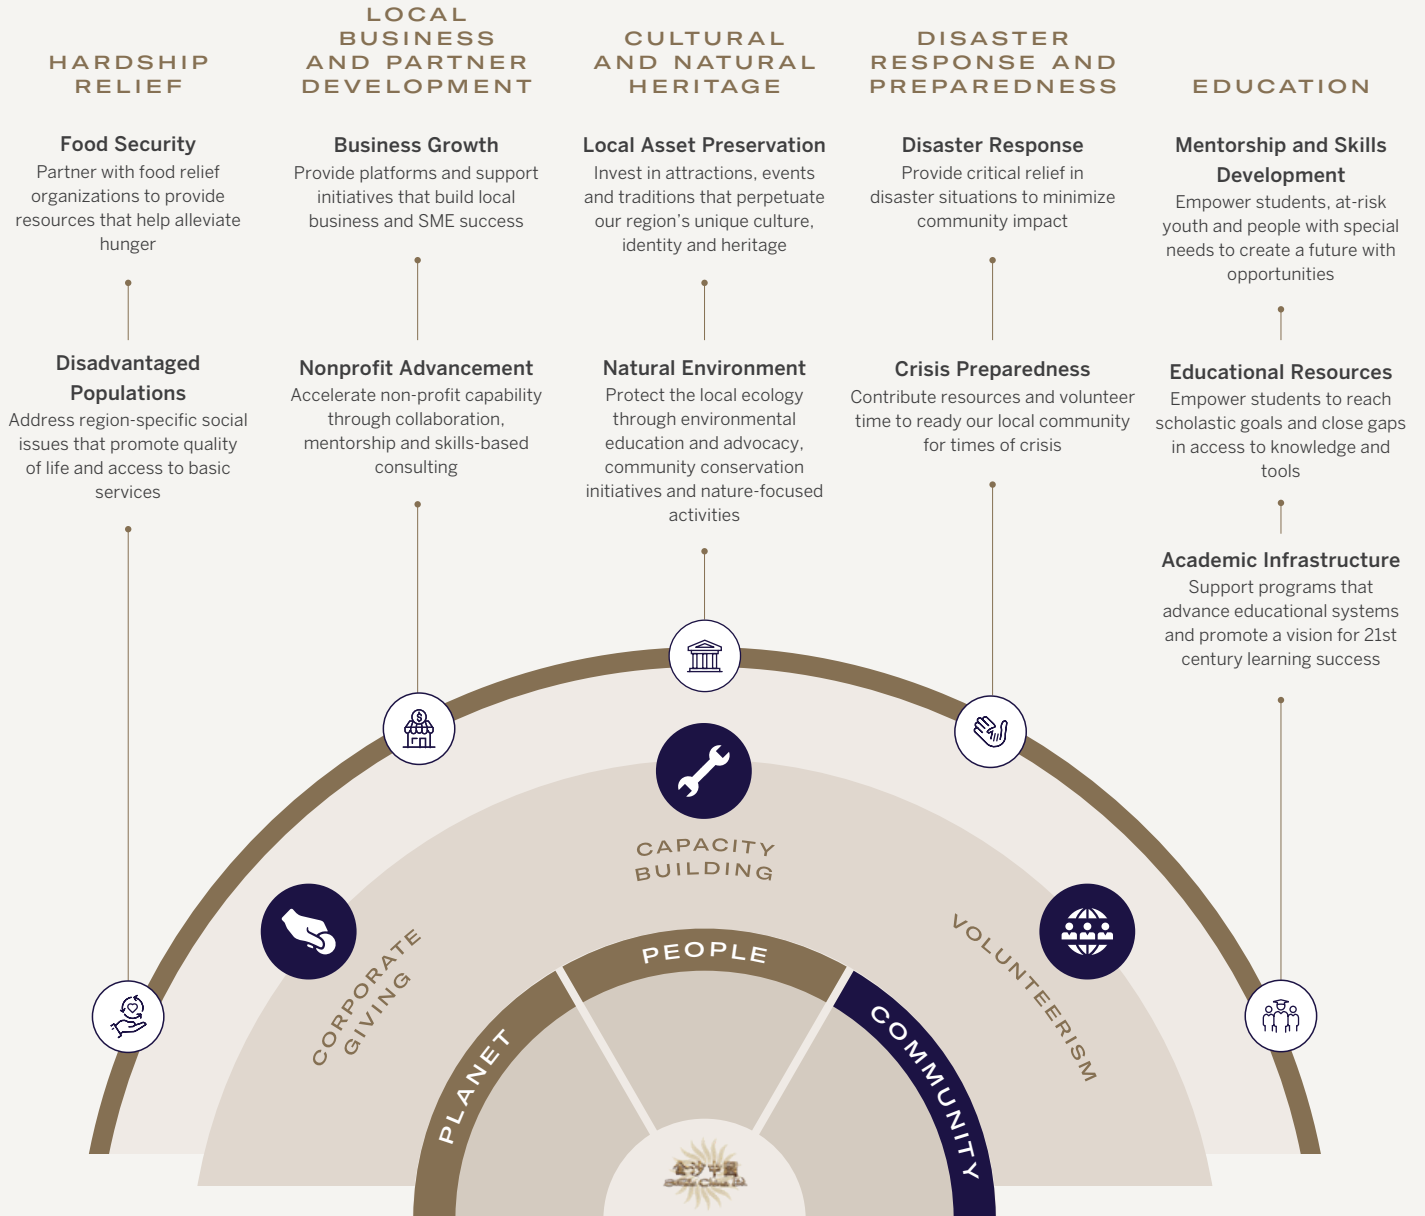 HARDSHIP
RELIEF
Food Security
Partner with food relief
organizations to provide
resources that help alleviate
hunger
Disadvantaged
Populations
Address region-specific social
issues that promote quality
of life and access to basic
services
LOCAL
BUSINESS
AND PARTNER
DEVELOPMENT
Business Growth
Provide platforms and support
initiatives that build local
business and SME success
Nonprofit Advancement
Accelerate non-profit capability
through collaboration,
mentorship and skills-based
consulting
CULTURAL
AND NATURAL
HERITAGE
Local Asset Preservation
Invest in attractions, events
and traditions that perpetuate
our region's unique culture,
identity and heritage
Natural Environment
Protect the local ecology
through environmental
education and advocacy,
community conservation
initiatives and nature-focused
activities
DISASTER
RESPONSE AND
PREPAREDNESS
Disaster Response
Provide critical relief in
disaster situations to minimize
community impact
Crisis Preparedness
Contribute resources and volunteer
time to ready our local community
for times of crisis
EDUCATION
Mentorship and Skills
Development
Empower students, at-risk
youth and people with special
needs to create a future with
opportunities
Educational Resources
Empower students to reach
scholastic goals and close gaps
in access to knowledge and
tools
Academic Infrastructure
Support programs that
advance educational systems
and promote a vision for 21st
century learning success
CORPORATE
GIVING
CAPACITY
BUILDING
VOLUNTEERISM
PLANET
PEOPLE
COMMUNITY
金沙中國